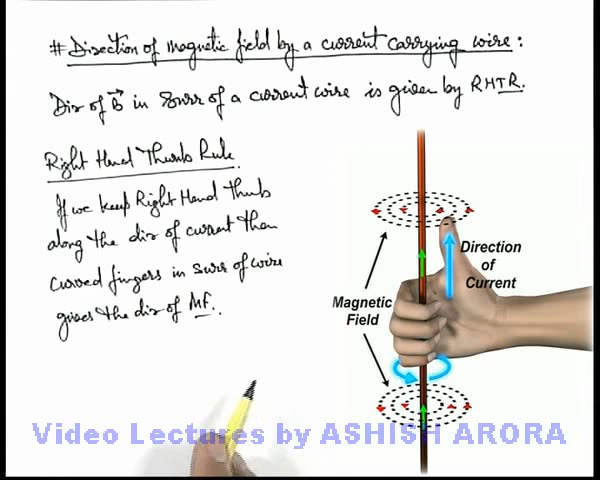 # Direction of magnetic field by a current carrying wire :
Dir of B in surr of a current wire is given by RHTR.
Right Hand Thumb Rule.
If we keep Right Hand Thumb
along the dir of current then
curved fingers in surr of wire
gives the dir of MF.
Direction
of
Current
Magnetic
Field
Video Lectures by ASHISH ARORA